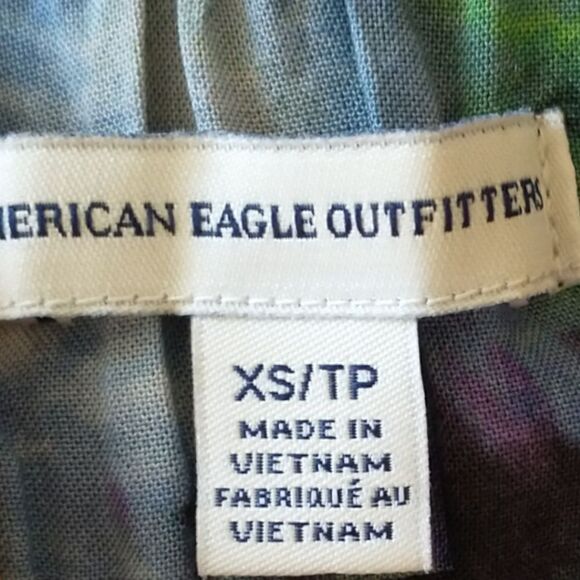 MERICAN EAGLE OUTFITTERS
XS/TP
MADE IN
VIETNAM
FABRIQUÉ AU
VIETNAM